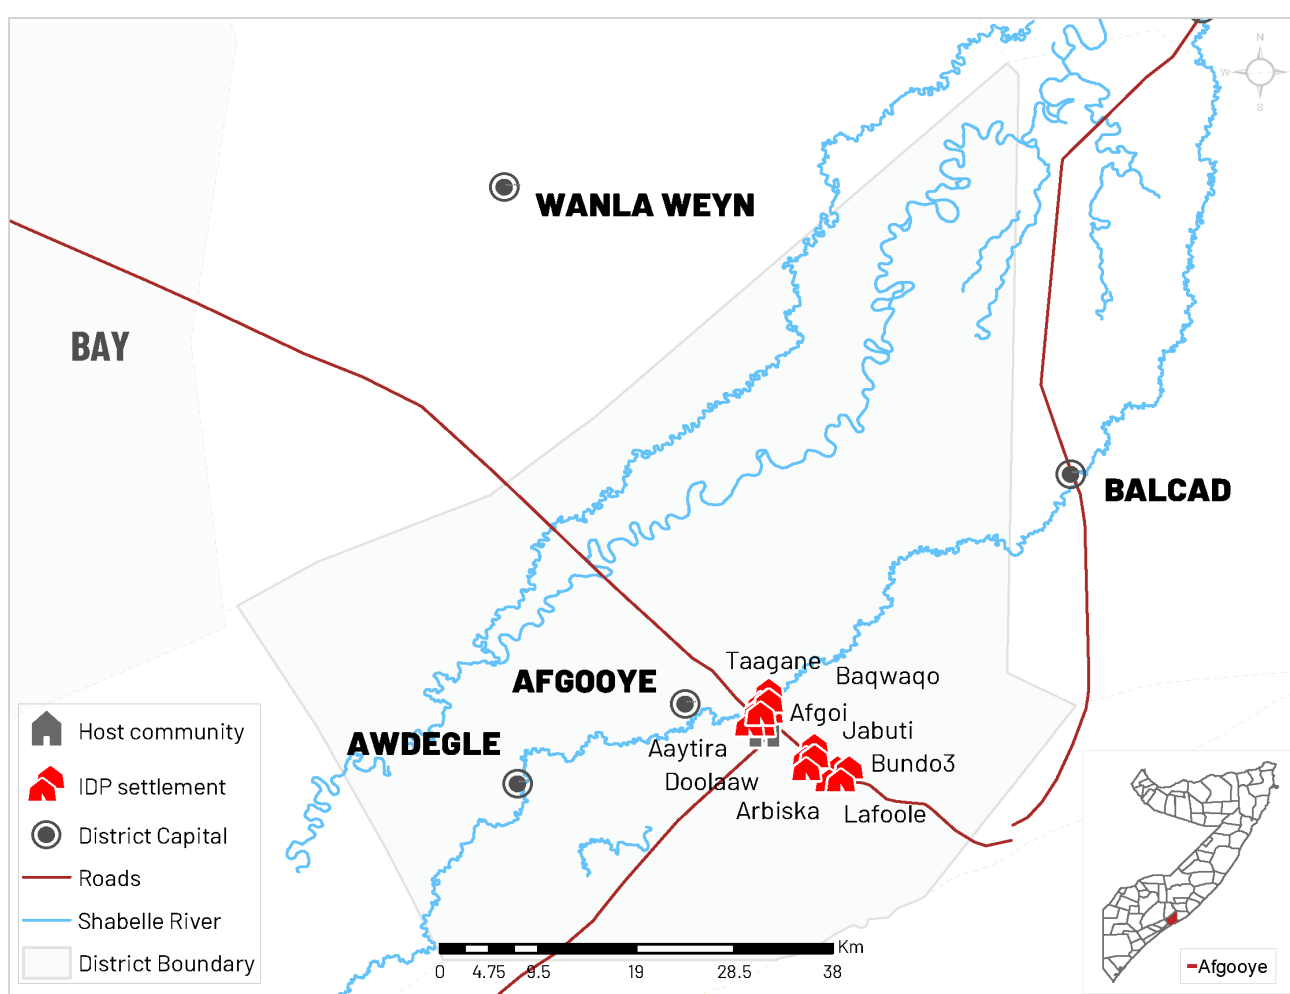 N
W
S
WANLA WEYN
BAY
BALCAD
Taagane
Baqwaqo
AFGOOYE
Afgoi
Jabuti
AWDEGLE
Aaytira
Bundo3
Doolaaw
Arbiska
Lafoole
Host community
IDP settlement
District Capital
Roads
Shabelle River
District Boundary
Km
0 4.75 9.5 19 28.5 38
Afgooye